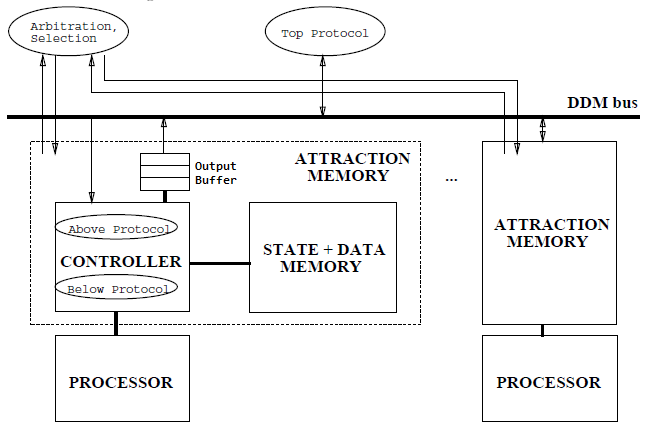 Arbitration,
Selection
Top Protocol
DDM bus
Output
Buffer
ATTRACTION
MEMORY
...
ATTRACTION
MEMORY
Above Protocol
CONTROLLER
Below Protocol
STATE + DATA
MEMORY
PROCESSOR
PROCESSOR